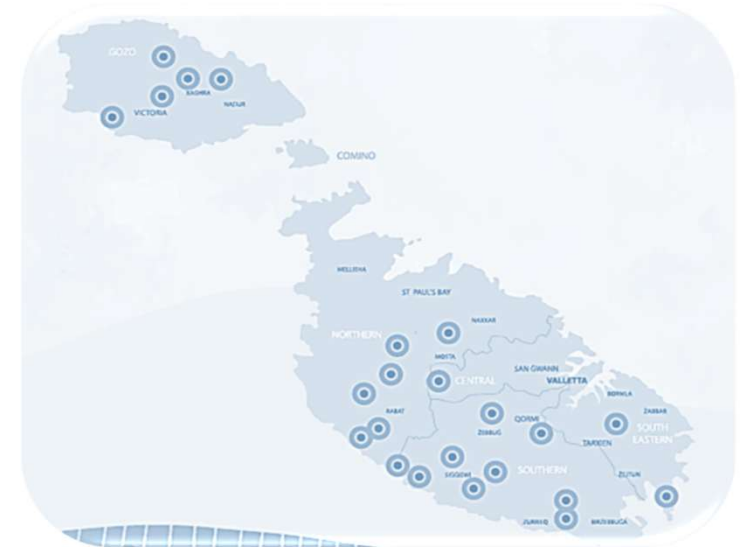 GOZO
XAGHRA
NADUR
VICTORIA
COMINO
MELLIEHA
ST PAUL'S BAY
NAXXAR
NORTHERN
MOSTA
SAN GWANN
CENTRAL
VALLETTA
BORMLA
RABAT
ZABBAR
QORMI
SOUTH
EASTERN
ZEBBUG
TARXIEN
SOUTHERN
SIGGIEWI
ZEJTUN
ZURRIEQ
BIRZEBBUGA